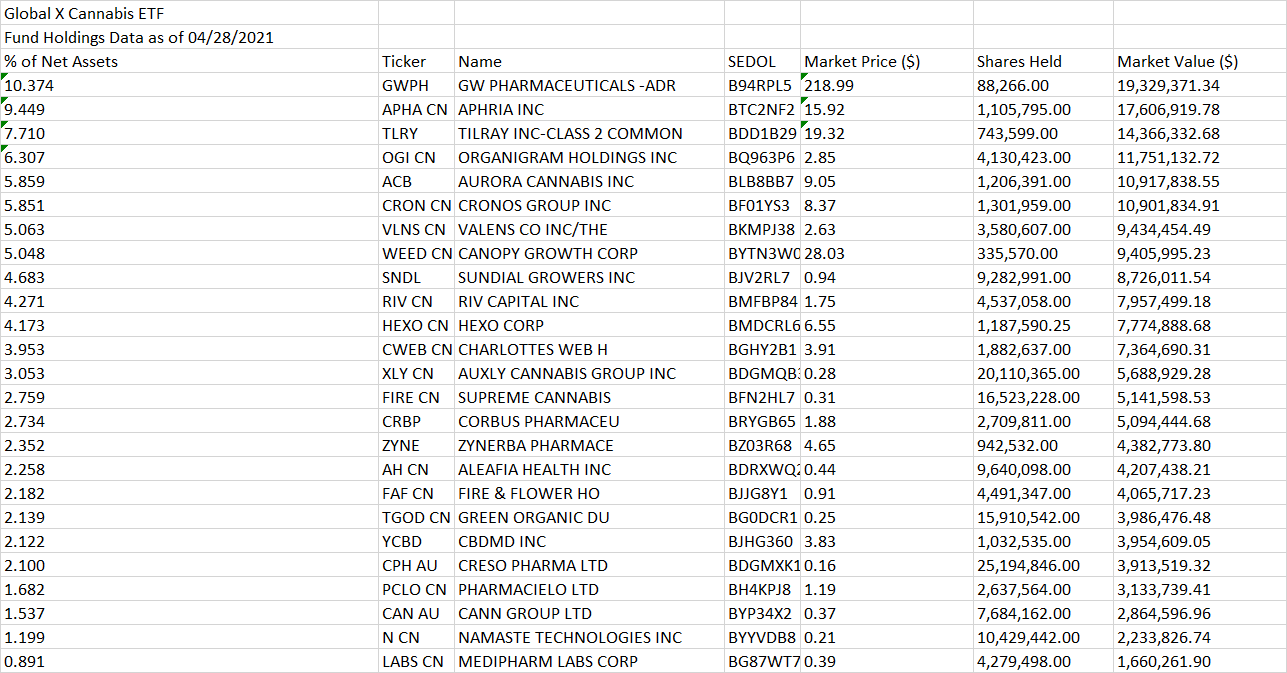 Global X Cannabis ETF
Fund Holdings Data as of 04/28/2021
% of Net Assets Ticker Name SEDOL Market Price ($) Shares Held Market Value ($)
10.374 GWPH GW PHARMACEUTICALS -ADR B94RPL5 218.99 88,266.00 19,329,371.34
9.449 APHA CN APHRIA INC BTC2NF2 15.92 1,105,795.00 17,606,919.78
7.710 TLRY TILRAY INC-CLASS 2 COMMON BDD1B29 19.32 743,599.00 14,366,332.68
6.307 OGI CN ORGANIGRAM HOLDINGS INC BQ963P6 2.85 4,130,423.00 11,751,132.72
5.859 ACB AURORA CANNABIS INC BLB8BB7 9.05 1,206,391.00 10,917,838.55
5.851 CRON CN CRONOS GROUP INC BF01YS3 8.37 1,301,959.00 10,901,834.91
5.063 VLNS CN VALENS CO INC/THE BKMPJ38 2.63 3,580,607.00 9,434,454.49
5.048 WEED CN CANOPY GROWTH CORP BYTN3W0 28.03 335,570.00 9,405,995.23
4.683 SNDL SUNDIAL GROWERS INC BJV2RL7 0.94 9,282,991.00 8,726,011.54
4.271 RIV CN RIV CAPITAL INC BMFBP84 1.75 4,537,058.00 7,957,499.18
4.173 HEXO CN HEXO CORP BMDCRL6 6.55 1,187,590.25 7,774,888.68
3.953 CWEB CN CHARLOTTES WEB H BGHY2B1 3.91 1,882,637.00 7,364,690.31
3.053 XLY CN AUXLY CANNABIS GROUP INC 0.28 20,110,365.00 5,688,929.28
2.759 FIRE CN SUPREME CANNABIS BFN2HL7 0.31 16,523,228.00 5,141,598.53
2.734 CRBP CORBUS PHARMACEU BRYGB65 1.88 2,709,811.00 5,094,444.68
2.352 ZYNE ZYNERBA PHARMACE BZ03R68 4.65 942,532.00 4,382,773.80
2.258 AH CN ALEAFIA HEALTH INC 0.44 9,640,098.00 4,207,438.21
2.182 FAF CN FIRE & FLOWER HO BJJG8Y1 0.91 4,491,347.00 4,065,717.23
2.139 TGOD CN GREEN ORGANIC DU BG0DCR1 0.25 15,910,542.00 3,986,476.48
2.122 YCBD CBDMD INC BJHG360 3.83 1,032,535.00 3,954,609.05
2.100 CPH AU CRESO PHARMA LTD BDGMXK1 0.16 25,194,846.00 3,913,519.32
1.682 PCLO CN PHARMACIELO LTD BH4KPJ8 1.19 2,637,564.00 3,133,739.41
1.537 CAN AU CANN GROUP LTD BYP34X2 0.37 7,684,162.00 2,864,596.96
1.199 N CN NAMASTE TECHNOLOGIES INC BYYVDB8 0.21 10,429,442.00 2,233,826.74
0.891 LABS CN MEDIPHARM LABS CORP BG87WT7 0.39 4,279,498.00 1,660,261.90